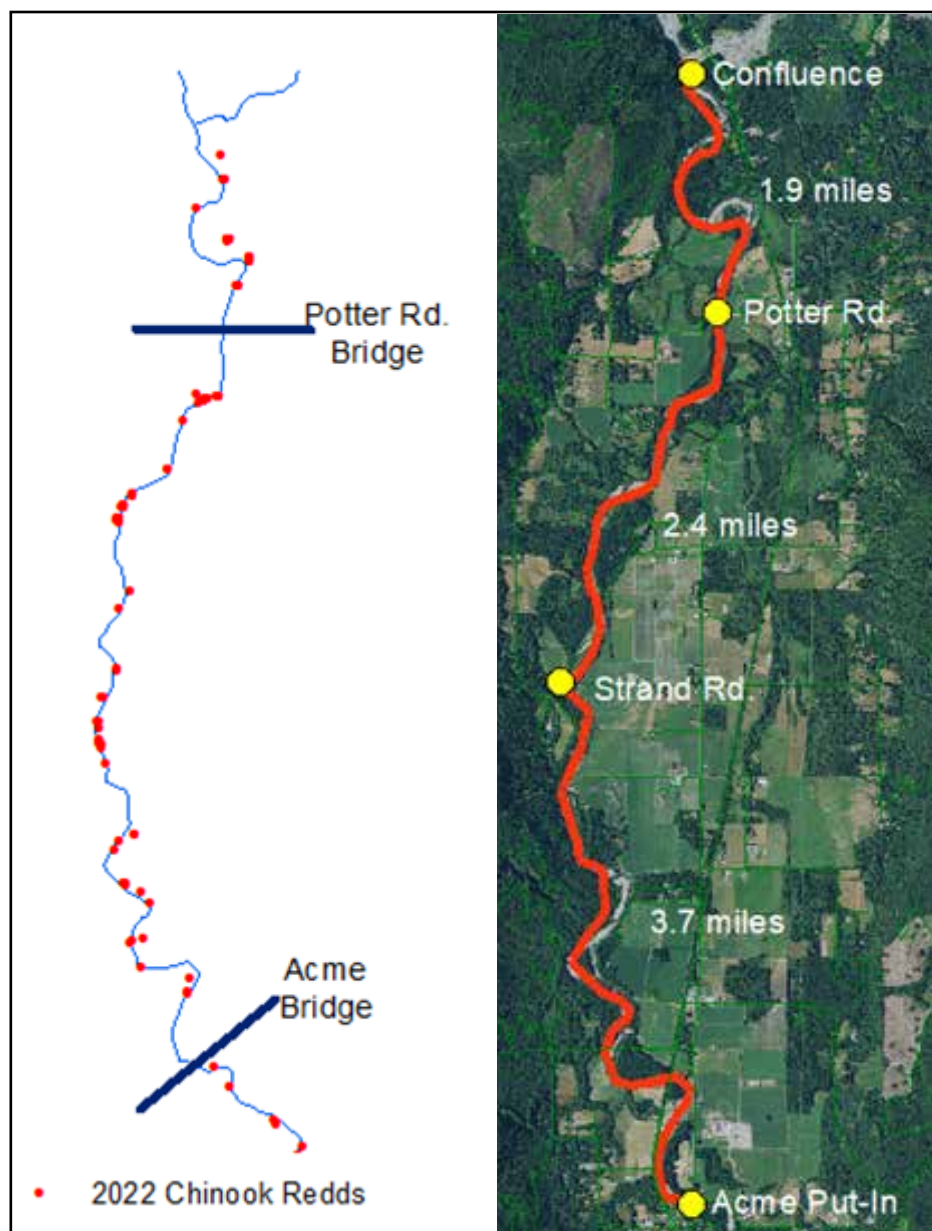 Potter Rd.
Bridge
Acme
Bridge
2022 Chinook Redds
Confluence
1.9 miles
Potter Rd.
2.4 miles
Strand Rd.
3.7 miles
Acme Put-In